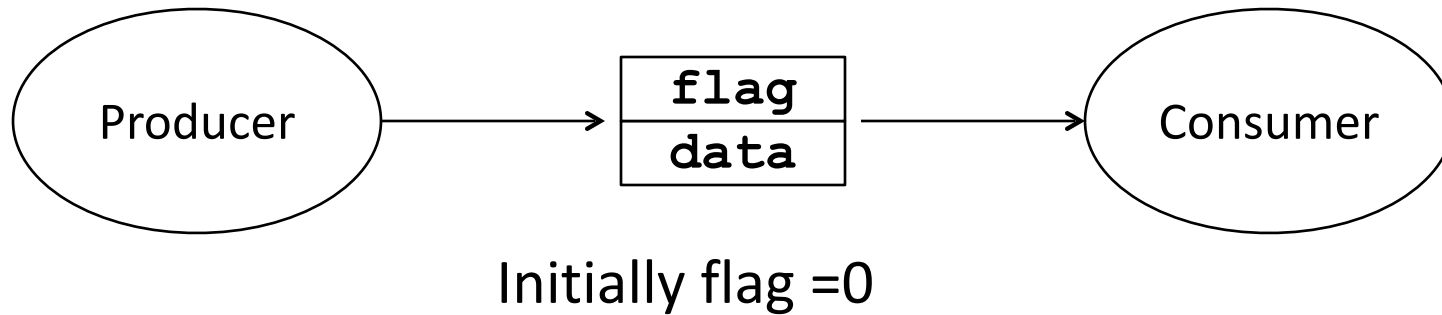 Producer
flag
data
Consumer
Initially flag =0